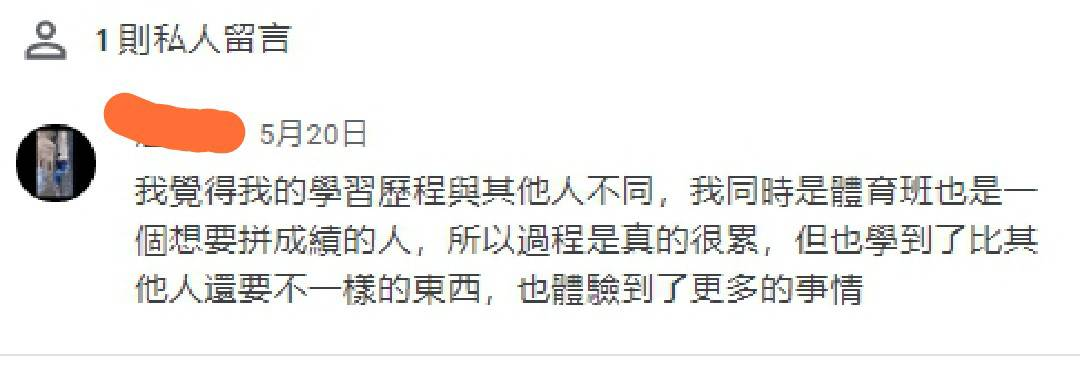 1 則私人留言
5月20日
我覺得我的學習歷程與其他人不同，我同時是體育班也是一
個想要拼成績的人，所以過程是真的很累，但也學到了比其
他人還要不一樣的東西，也體驗到了更多的事情